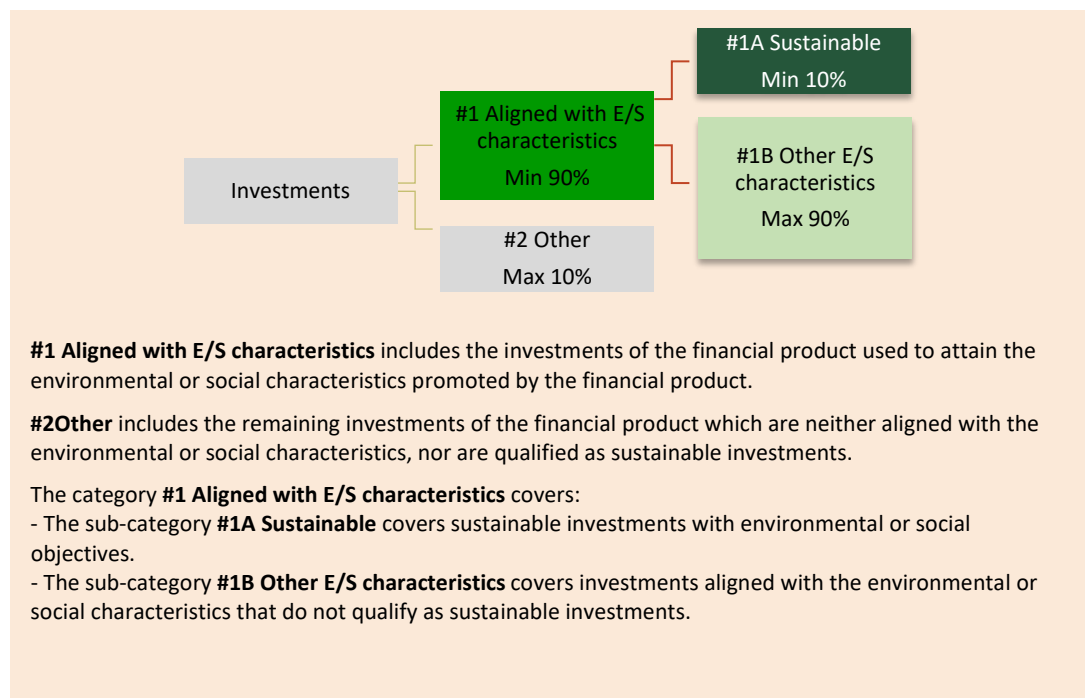 #1A Sustainable
Min 10%
#1 Aligned with E/S
characteristics
Min 90%
#1B Other E/S
characteristics
Max 90%
Investments
#2 Other
Max 10%
#1 Aligned with E/S characteristics includes the investments of the financial product used to attain the
environmental or social characteristics promoted by the financial product.
#2Other includes the remaining investments of the financial product which are neither aligned with the
environmental or social characteristics, nor are qualified as sustainable investments.
The category #1 Aligned with E/S characteristics covers:
- The sub-category #1A Sustainable covers sustainable investments with environmental or social
objectives.
- The sub-category #1B Other E/S characteristics covers investments aligned with the environmental or
social characteristics that do not qualify as sustainable investments.